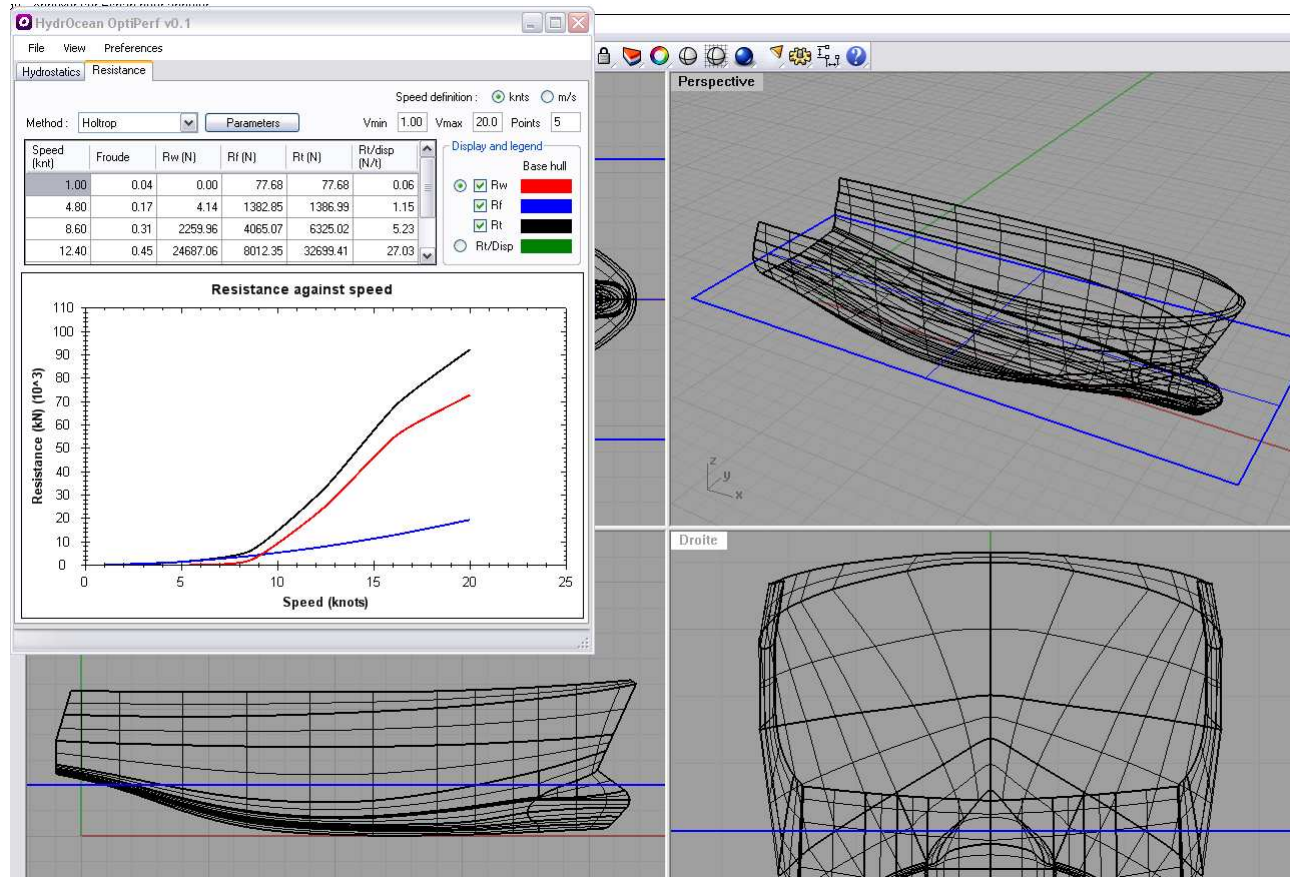 HydrOcean OptiPerf v0.1
File View Preferences
Hydrostatics Resistance
Speed definition : knts m/s
Method : Holtrop Parameters Vmin 1.00 Vmax 20.0 Points 5
Speed (knt) Froude Rw (N) Rf (N) Rt (N) Rt/disp (N/t)
1.00 0.04 0.00 77.68 77.68 0.06
4.80 0.17 4.14 1382.85 1386.99 1.15
8.60 0.31 2259.96 4065.07 6325.02 5.23
12.40 0.45 24687.06 8012.35 32699.41 27.03
Display and legend
Base hull
Rw
Rf
Rt
Rt/Disp
Resistance against speed
Resistance (kN) (10^3)
110
100
90
80
70
60
50
40
30
20
10
0
0 5 10 15 20 25
Speed (knots)
Perspective
z
y
x
Droite